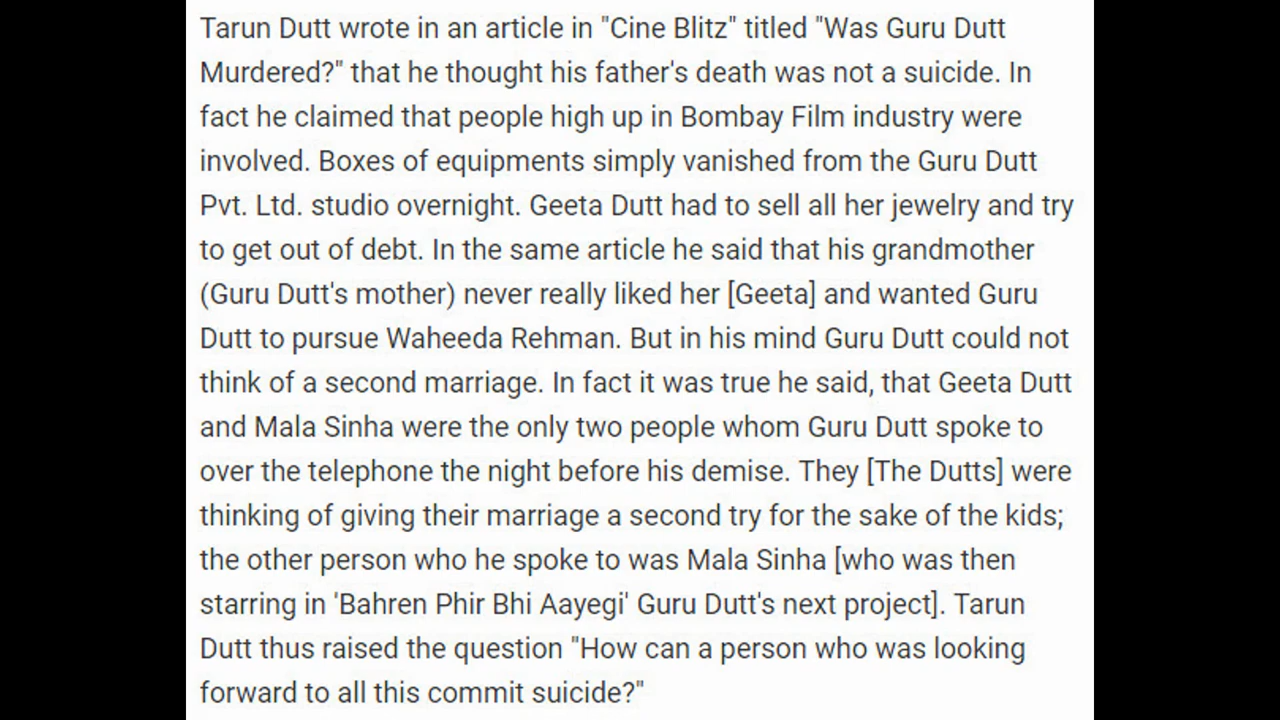 Tarun Dutt wrote in an article in "Cine Blitz" titled "Was Guru Dutt
Murdered?" that he thought his father's death was not a suicide. In
fact he claimed that people high up in Bombay Film industry were
involved. Boxes of equipments simply vanished from the Guru Dutt
Pvt. Ltd. studio overnight. Geeta Dutt had to sell all her jewelry and try
to get out of debt. In the same article he said that his grandmother
(Guru Dutt's mother) never really liked her [Geeta] and wanted Guru
Dutt to pursue Waheeda Rehman. But in his mind Guru Dutt could not
think of a second marriage. In fact it was true he said, that Geeta Dutt
and Mala Sinha were the only two people whom Guru Dutt spoke to
over the telephone the night before his demise. They [The Dutts] were
thinking of giving their marriage a second try for the sake of the kids;
the other person who he spoke to was Mala Sinha [who was then
starring in 'Bahren Phir Bhi Aayegi' Guru Dutt's next project]. Tarun
Dutt thus raised the question "How can a person who was looking
forward to all this commit suicide?"